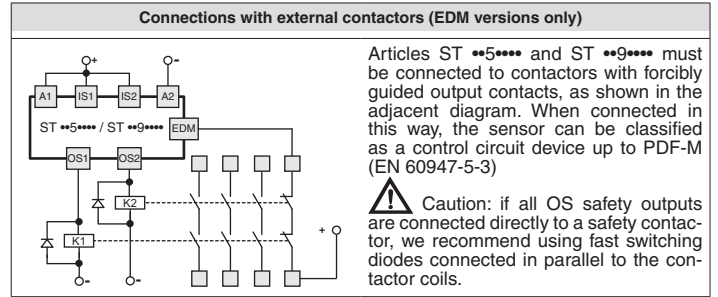 Connections with external contactors (EDM versions only)
+ -
A1 IS1 IS2 A2
ST ••5•••• / ST ••9•••• EDM
OS1 OS2
K2
K1
+
- -
Articles ST ••5•••• and ST ••9•••• must
be connected to contactors with forcibly
guided output contacts, as shown in the
adjacent diagram. When connected in
this way, the sensor can be classified
as a control circuit device up to PDF-M
(EN 60947-5-3)
Caution: if all OS safety outputs
are connected directly to a safety contac-
tor, we recommend using fast switching
diodes connected in parallel to the con-
tactor coils.